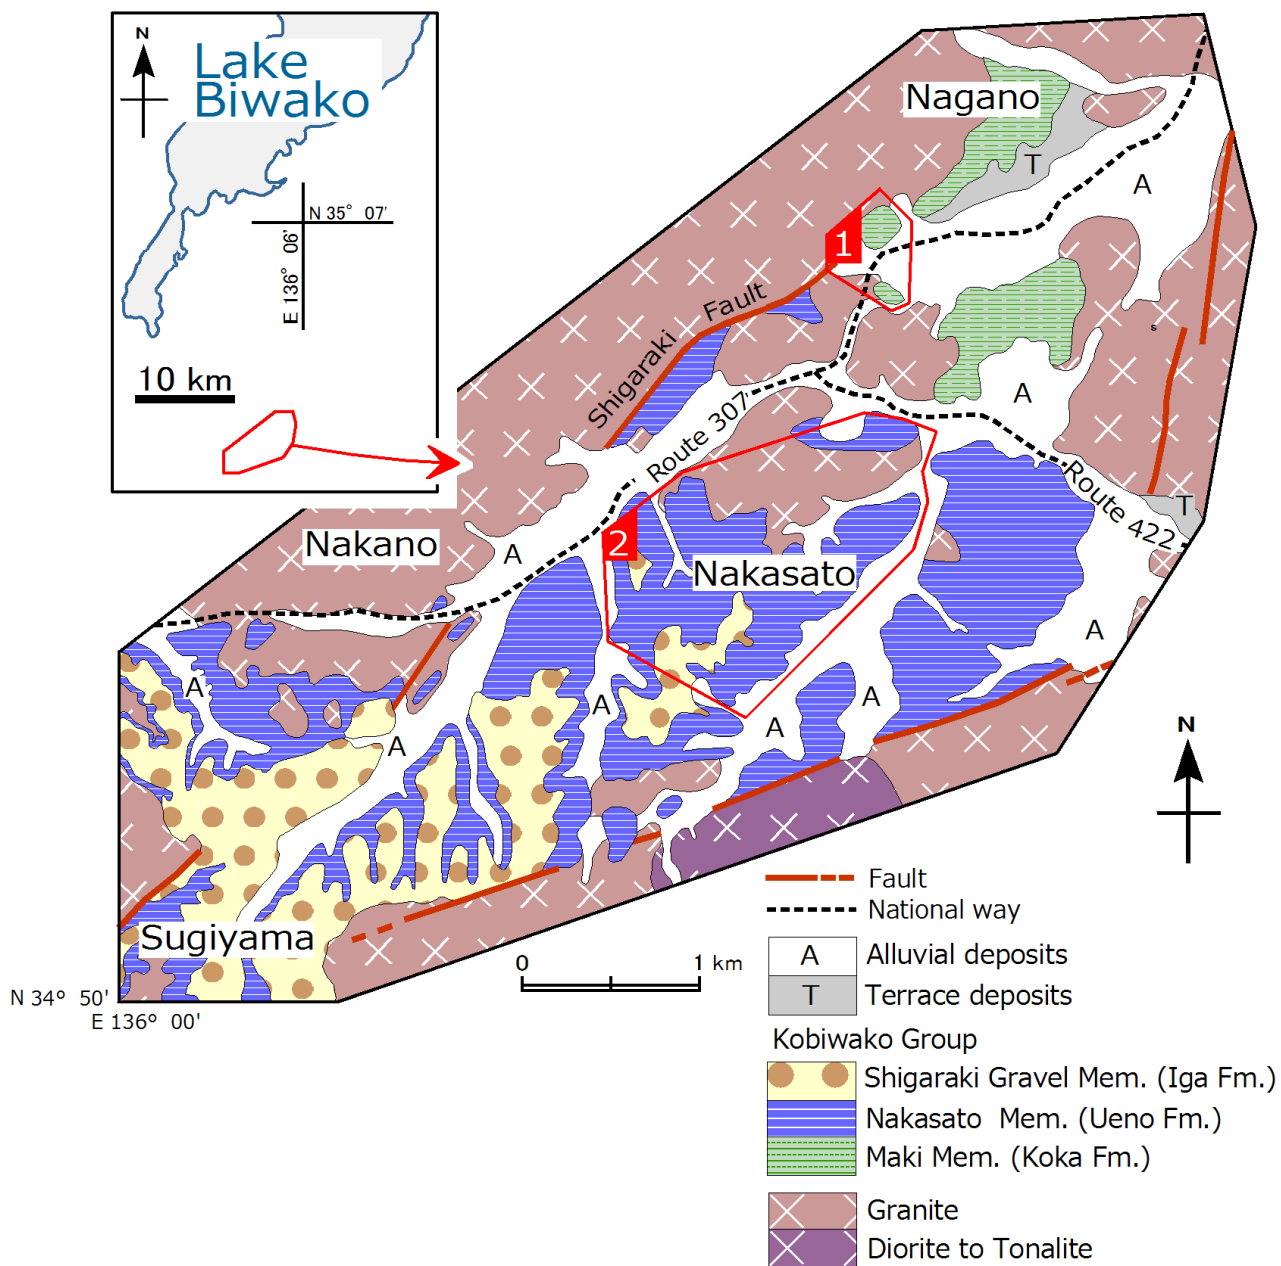 N
Lake
Biwako
N 35° 07'
E 136° 06'
10 km
Nagano
T
A
1
Shigaraki Fault
s
A
Route 307
Route 422
T
Nakano
A
2
Nakasato
A
A
A
A
A
A
N
Sugiyama
N 34° 50'
E 136° 00'
0
1 km
Fault
National way
A Alluvial deposits
T Terrace deposits
Kobiwako Group
Shigaraki Gravel Mem. (Iga Fm.)
Nakasato Mem. (Ueno Fm.)
Maki Mem. (Koka Fm.)
Granite
Diorite to Tonalite